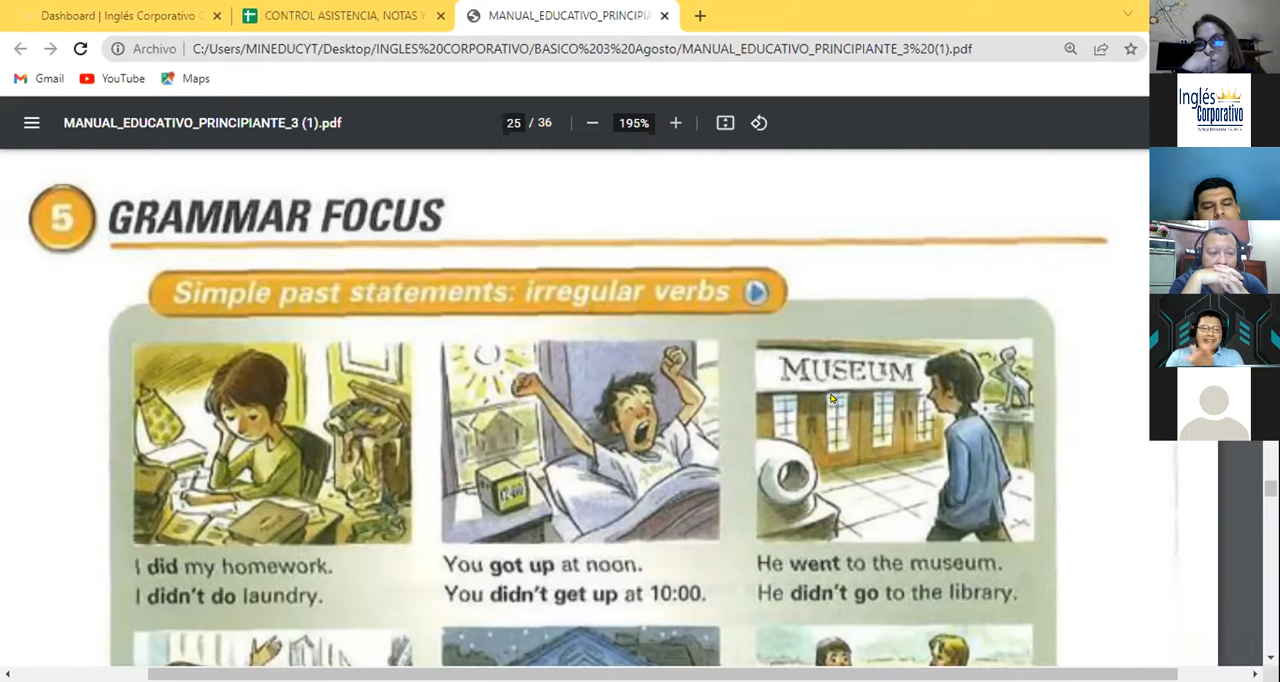 Dashboard | Inglés Corporativo
CONTROL ASISTENCIA, NOTAS Y
MANUAL_EDUCATIVO_PRINCIPIA
Archivo
C:/Users/MINEDUCYT/Desktop/INGLES%20CORPORATIVO/BASICO%203%20Agosto/MANUAL_EDUCATIVO_PRINCIPIANTE_3%20(1).pdf
Gmail
YouTube
Maps
MANUAL_EDUCATIVO_PRINCIPIANTE_3 (1).pdf
25 / 36
195%
Inglés
Corporativo
5 GRAMMAR FOCUS
Simple past statements: irregular verbs
MUSEUM
12:00
I did my homework.
I didn't do laundry.
You got up at noon.
You didn't get up at 10:00.
He went to the museum.
He didn't go to the library.